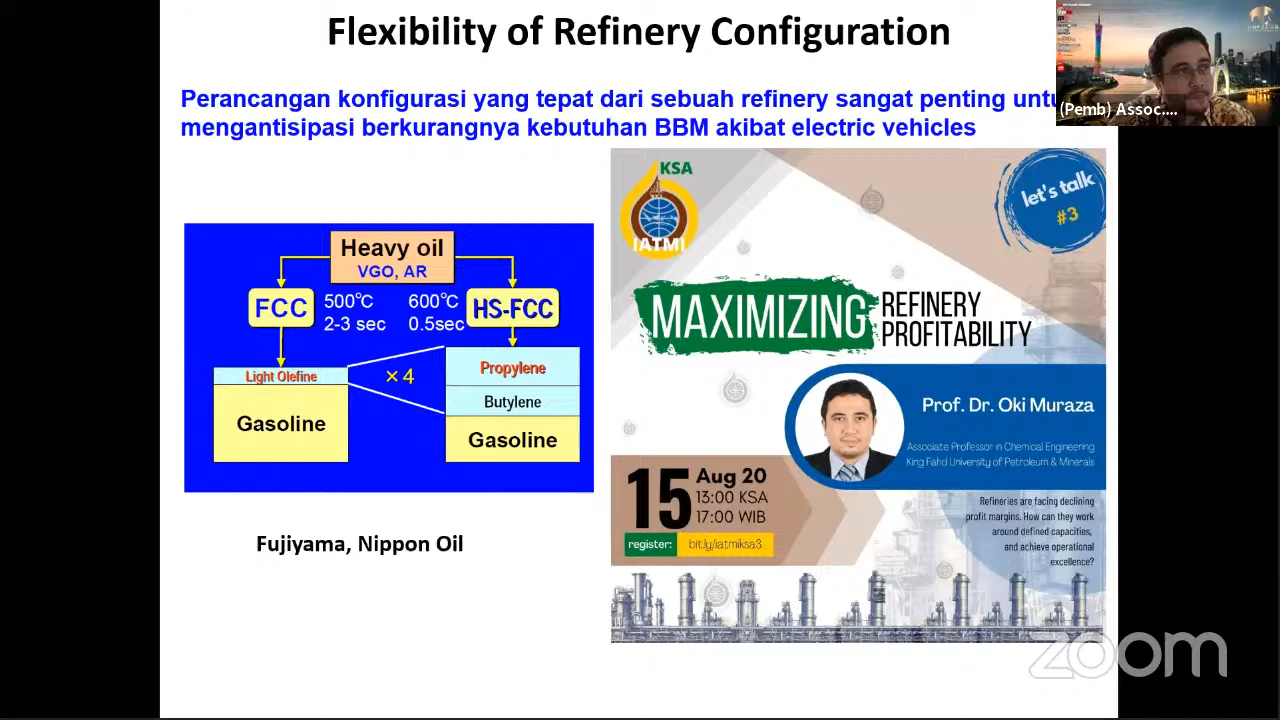 Flexibility of Refinery Configuration
Perancangan konfigurasi yang tepat dari sebuah refinery sangat penting untu
mengantisipasi berkurangnya kebutuhan BBM akibat electric vehicles
(Pemb) Assoc....
Heavy oil
VGO, AR
FCC
500℃
2-3 sec
600℃
0.5sec
HS-FCC
Light Olefine
Gasoline
×4
Propylene
Butylene
Gasoline
Fujiyama, Nippon Oil
KSA
IATMI
let's talk
#3
MAXIMIZING
REFINERY
PROFITABILITY
Prof. Dr. Oki Muraza
Associate Professor in Chemical Engineering
King Fahd University of Petroleum & Minerals
15
Aug 20
13:00 KSA
17:00 WIB
register:
bit.ly/iatmiksa3
Refineries are facing declining
profit margins. How can they work
around defined capacities,
and achieve operational
excellence?
zoom